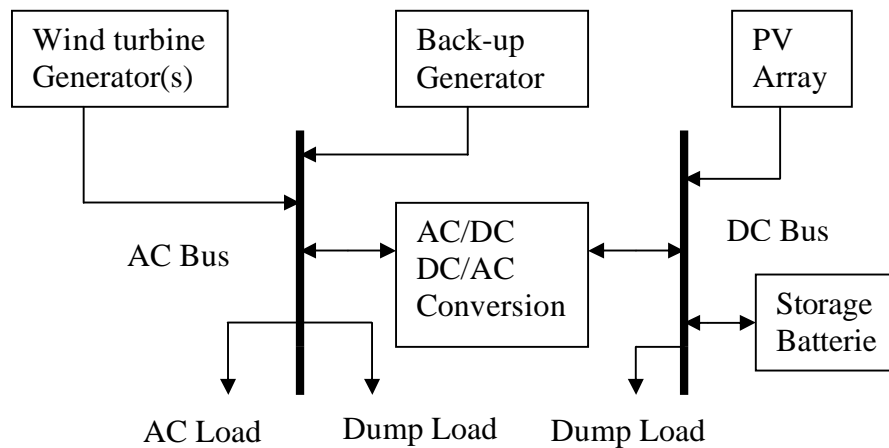 Wind turbine
Generator(s)
Back-up
Generator
PV
Array
AC Bus
AC/DC
DC/AC
Conversion
DC Bus
Storage
Batterie
AC Load
Dump Load
Dump Load